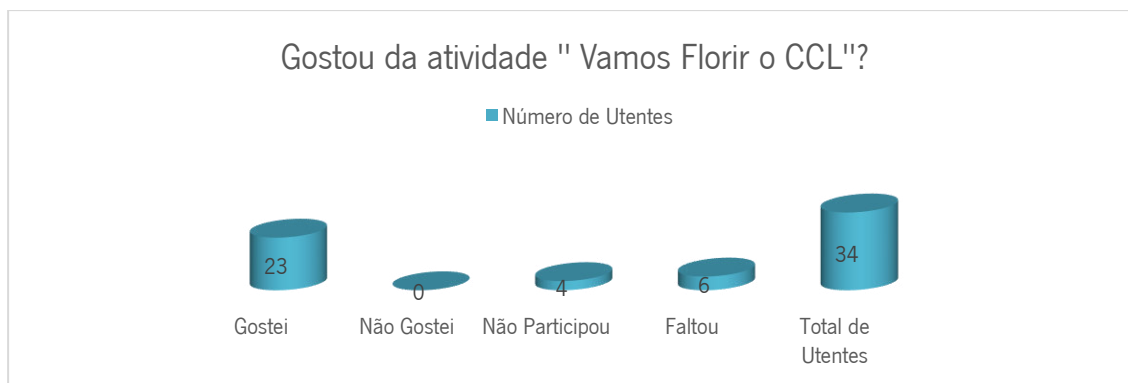 Gostou da atividade " Vamos Florir o CCL"?
Número de Utentes
23
0
4
6
34
Gostei
Não Gostei
Não Participou
Faltou
Total de
Utentes